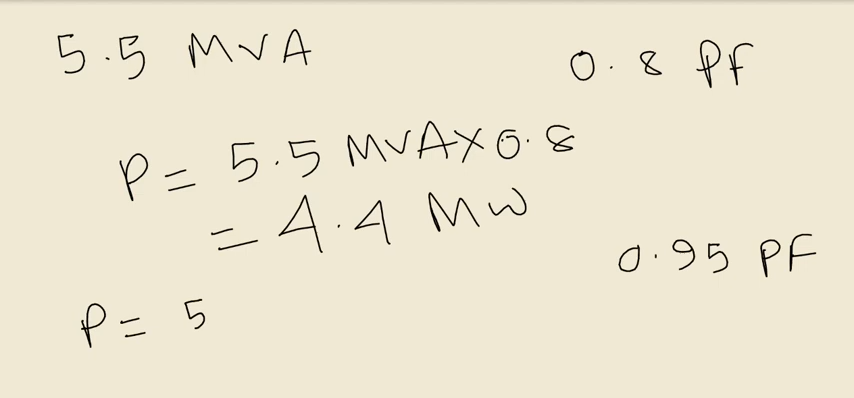 5.5 MVA 0.8 PF
P = 5.5 MVA X 0.8
= 4.4 MW
0.95 PF
P = 5